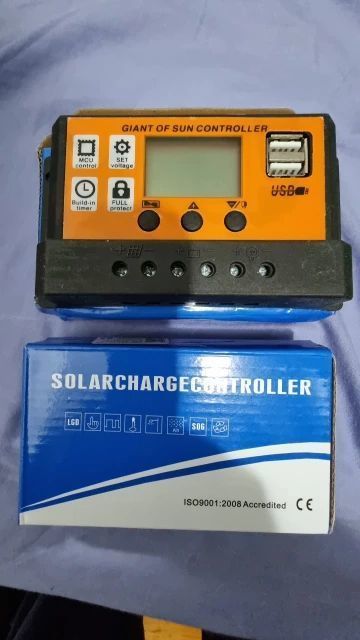 GIANT OF SUN CONTROLLER
MCU
control
SET
voltage
Build-in
timer
FULL
protect
USB
SOLARCHARGECONTROLLER
ISO9001:2008 Accredited CE